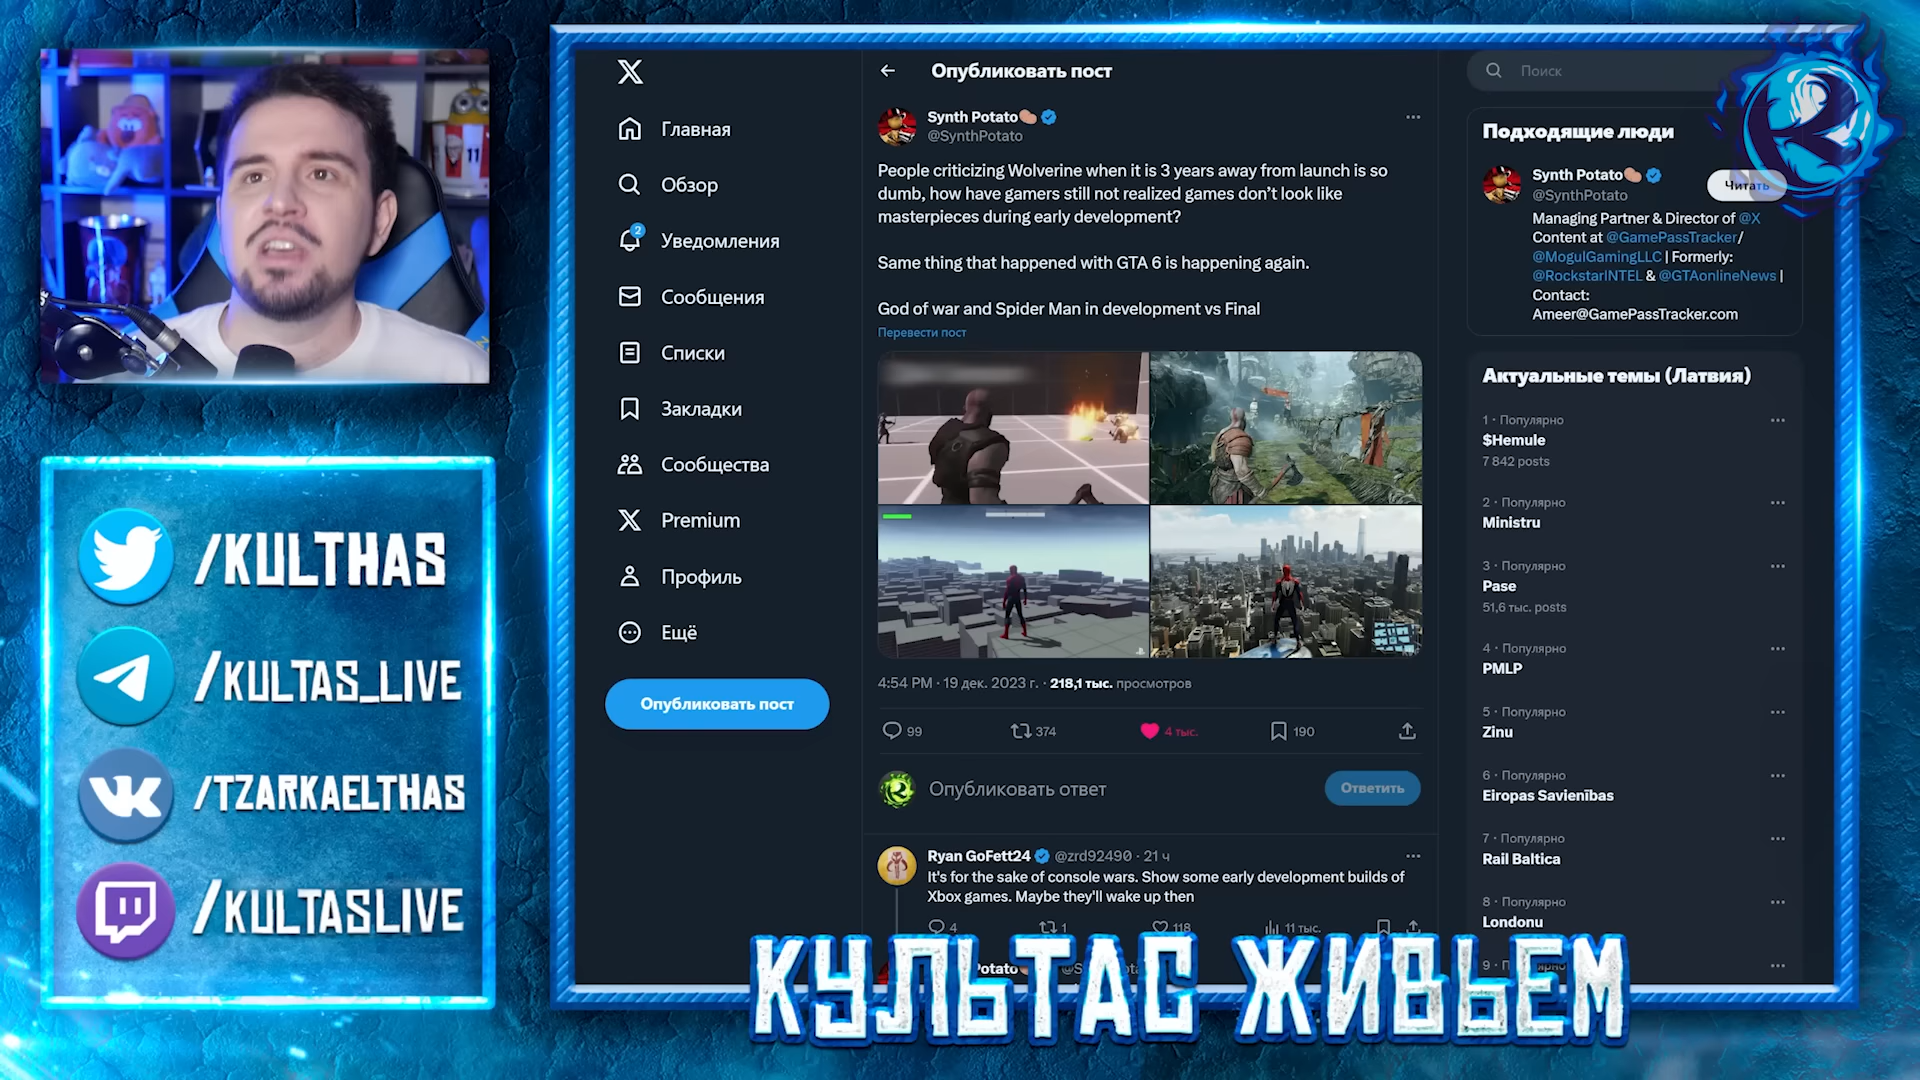 /KULTHAS
/KULTAS_LIVE
/TZARKAELTHAS
/KULTASLIVE
11
Главная
Обзор
2
Уведомления
Сообщения
Списки
Закладки
Сообщества
Premium
Профиль
Ещё
Опубликовать пост
Опубликовать пост
Synth Potato
@SynthPotato
People criticizing Wolverine when it is 3 years away from launch is so
dumb, how have gamers still not realized games don’t look like
masterpieces during early development?
Same thing that happened with GTA 6 is happening again.
God of war and Spider Man in development vs Final
Перевести пост
4:54 PM · 19 дек. 2023 г. · 218,1 тыс. просмотров
99
374
4 тыс.
190
Опубликовать ответ
Ответить
Ryan GoFett24 @zrd92490 · 21 ч
It's for the sake of console wars. Show some early development builds of
Xbox games. Maybe they'll wake up then
4
1
118
11 тыс.
Potato
Поиск
Подходящие люди
Synth Potato
@SynthPotato
Читать
Managing Partner & Director of @X
Content at @GamePassTracker/
@MogulGamingLLC | Formerly:
@RockstarINTEL & @GTAonlineNews |
Contact:
Ameer@GamePassTracker.com
Актуальные темы (Латвия)
1 · Популярно
$Hemule
7 842 posts
2 · Популярно
Ministru
3 · Популярно
Pase
51,6 тыс. posts
4 · Популярно
PMLP
5 · Популярно
Zinu
6 · Популярно
Eiropas Savienības
7 · Популярно
Rail Baltica
8 · Популярно
Londonu
9 ·
КУЛЬТАС ЖИВЬЕМ